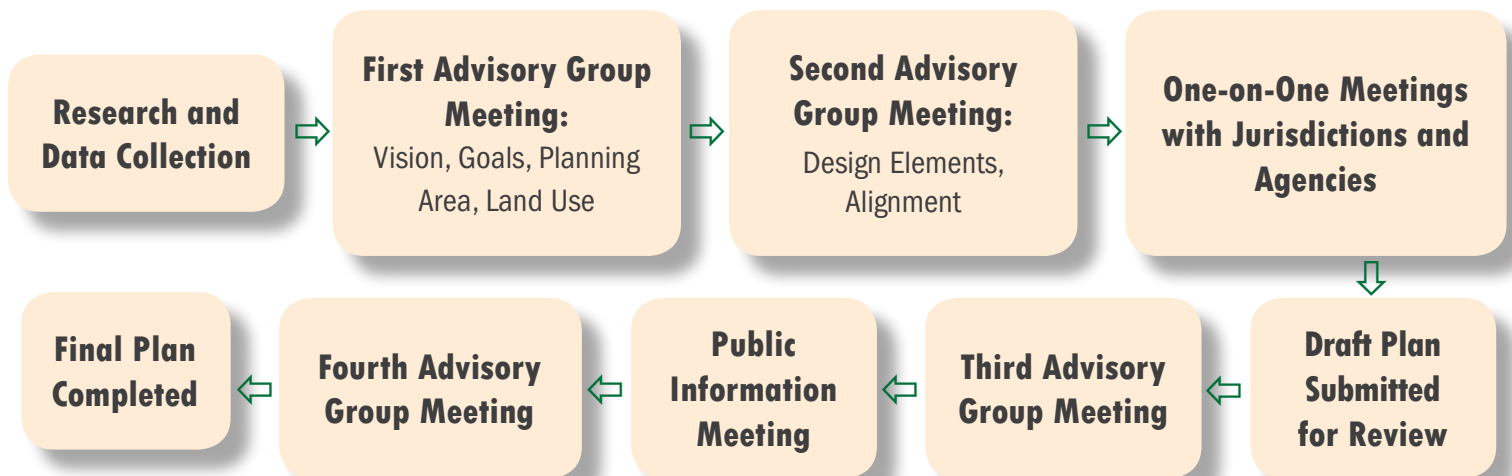 Research and
Data Collection
First Advisory Group
Meeting:
Vision, Goals, Planning
Area, Land Use
Second Advisory
Group Meeting:
Design Elements,
Alignment
One-on-One Meetings
with Jurisdictions and
Agencies
Draft Plan
Submitted
for Review
Third Advisory
Group Meeting
Public
Information
Meeting
Fourth Advisory
Group Meeting
Final Plan
Completed